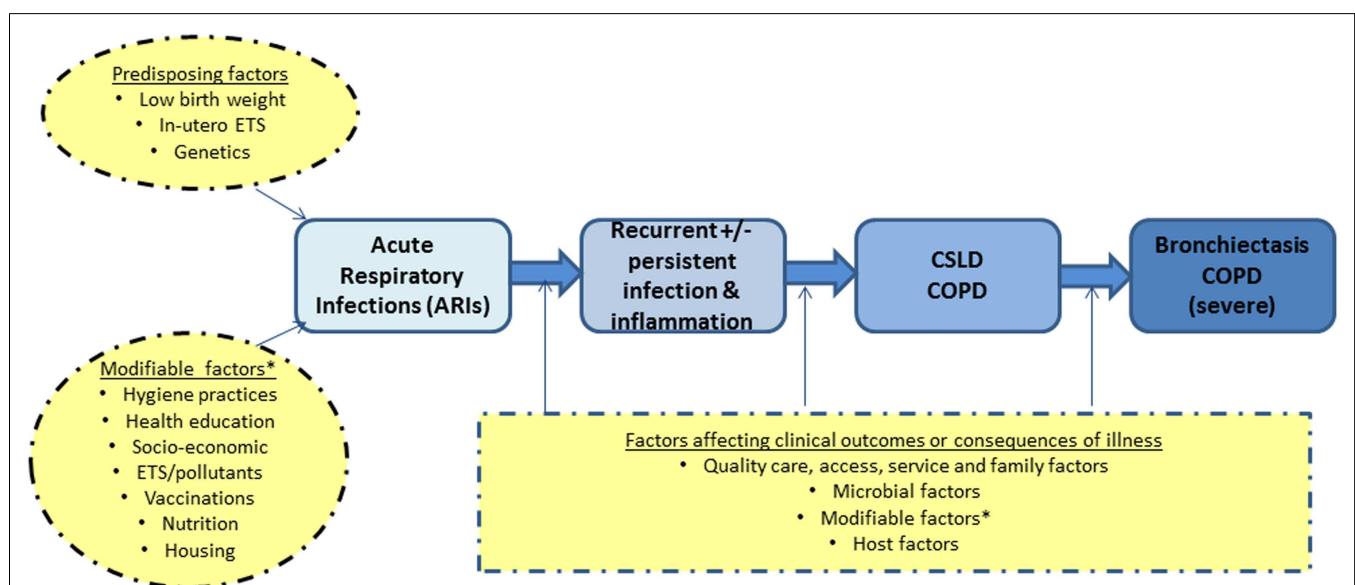 Predisposing factors
• Low birth weight
• In-utero ETS
• Genetics
Acute
Respiratory
Infections (ARIs)
Recurrent +/-
persistent
infection &
inflammation
CSLD
COPD
Bronchiectasis
COPD
(severe)
Modifiable factors*
• Hygiene practices
• Health education
• Socio-economic
• ETS/pollutants
• Vaccinations
• Nutrition
• Housing
Factors affecting clinical outcomes or consequences of illness
• Quality care, access, service and family factors
• Microbial factors
• Modifiable factors*
• Host factors